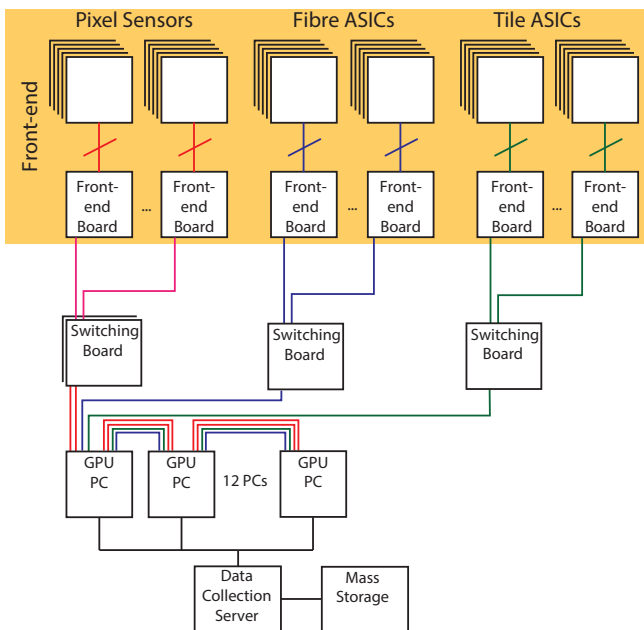 Pixel Sensors
Fibre ASICs
Tile ASICs
Front-end
Front-
end
Board
...
Front-
end
Board
Front-
end
Board
...
Front-
end
Board
Front-
end
Board
...
Front-
end
Board
Switching
Board
Switching
Board
Switching
Board
GPU
PC
GPU
PC
12 PCs
GPU
PC
Data
Collection
Server
Mass
Storage